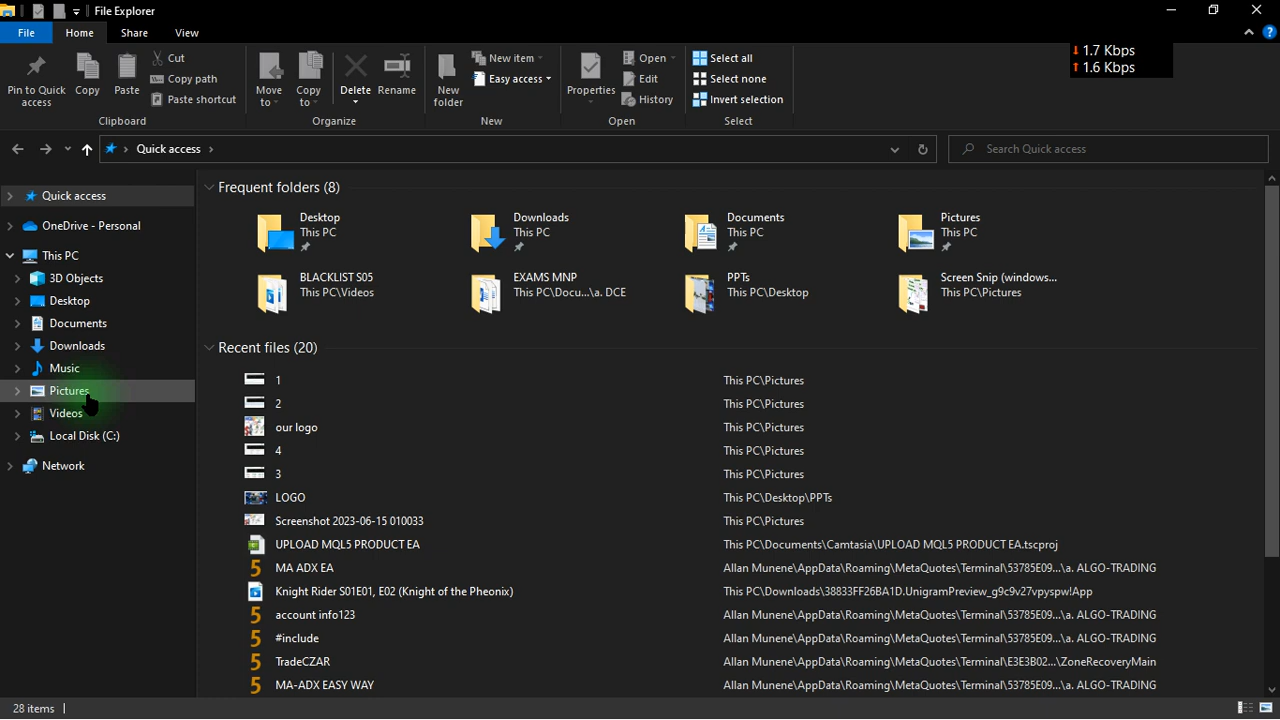 File Explorer
File Home Share View
1.7 Kbps
1.6 Kbps
Pin to Quick access
Copy
Paste
Cut
Copy path
Paste shortcut
Clipboard
Move to
Copy to
Delete
Rename
Organize
New folder
New item
Easy access
New
Properties
Open
Edit
History
Open
Select all
Select none
Invert selection
Select
Quick access
Search Quick access
Quick access
OneDrive - Personal
This PC
3D Objects
Desktop
Documents
Downloads
Music
Pictures
Videos
Local Disk (C:)
Network
Frequent folders (8)
Desktop
This PC
Downloads
This PC
Documents
This PC
Pictures
This PC
BLACKLIST S05
This PC\Videos
EXAMS MNP
This PC\Docu...\a. DCE
PPTs
This PC\Desktop
Screen Snip (windows...
This PC\Pictures
Recent files (20)
1 This PC\Pictures
2 This PC\Pictures
our logo This PC\Pictures
4 This PC\Pictures
3 This PC\Pictures
LOGO This PC\Desktop\PPTs
Screenshot 2023-06-15 010033 This PC\Pictures
UPLOAD MQL5 PRODUCT EA This PC\Documents\Camtasia\UPLOAD MQL5 PRODUCT EA.tscproj
MA ADX EA Allan Munene\AppData\Roaming\MetaQuotes\Terminal\53785E09...\a. ALGO-TRADING
Knight Rider S01E01, E02 (Knight of the Pheonix) This PC\Downloads\38833FF26BA1D.UnigramPreview_g9c9v27vpyspw!App
account info123 Allan Munene\AppData\Roaming\MetaQuotes\Terminal\53785E09...\a. ALGO-TRADING
#include Allan Munene\AppData\Roaming\MetaQuotes\Terminal\53785E09...\a. ALGO-TRADING
TradeCZAR Allan Munene\AppData\Roaming\MetaQuotes\Terminal\E3E3B02...\ZoneRecoveryMain
MA-ADX EASY WAY Allan Munene\AppData\Roaming\MetaQuotes\Terminal\53785E09...\a. ALGO-TRADING
28 items